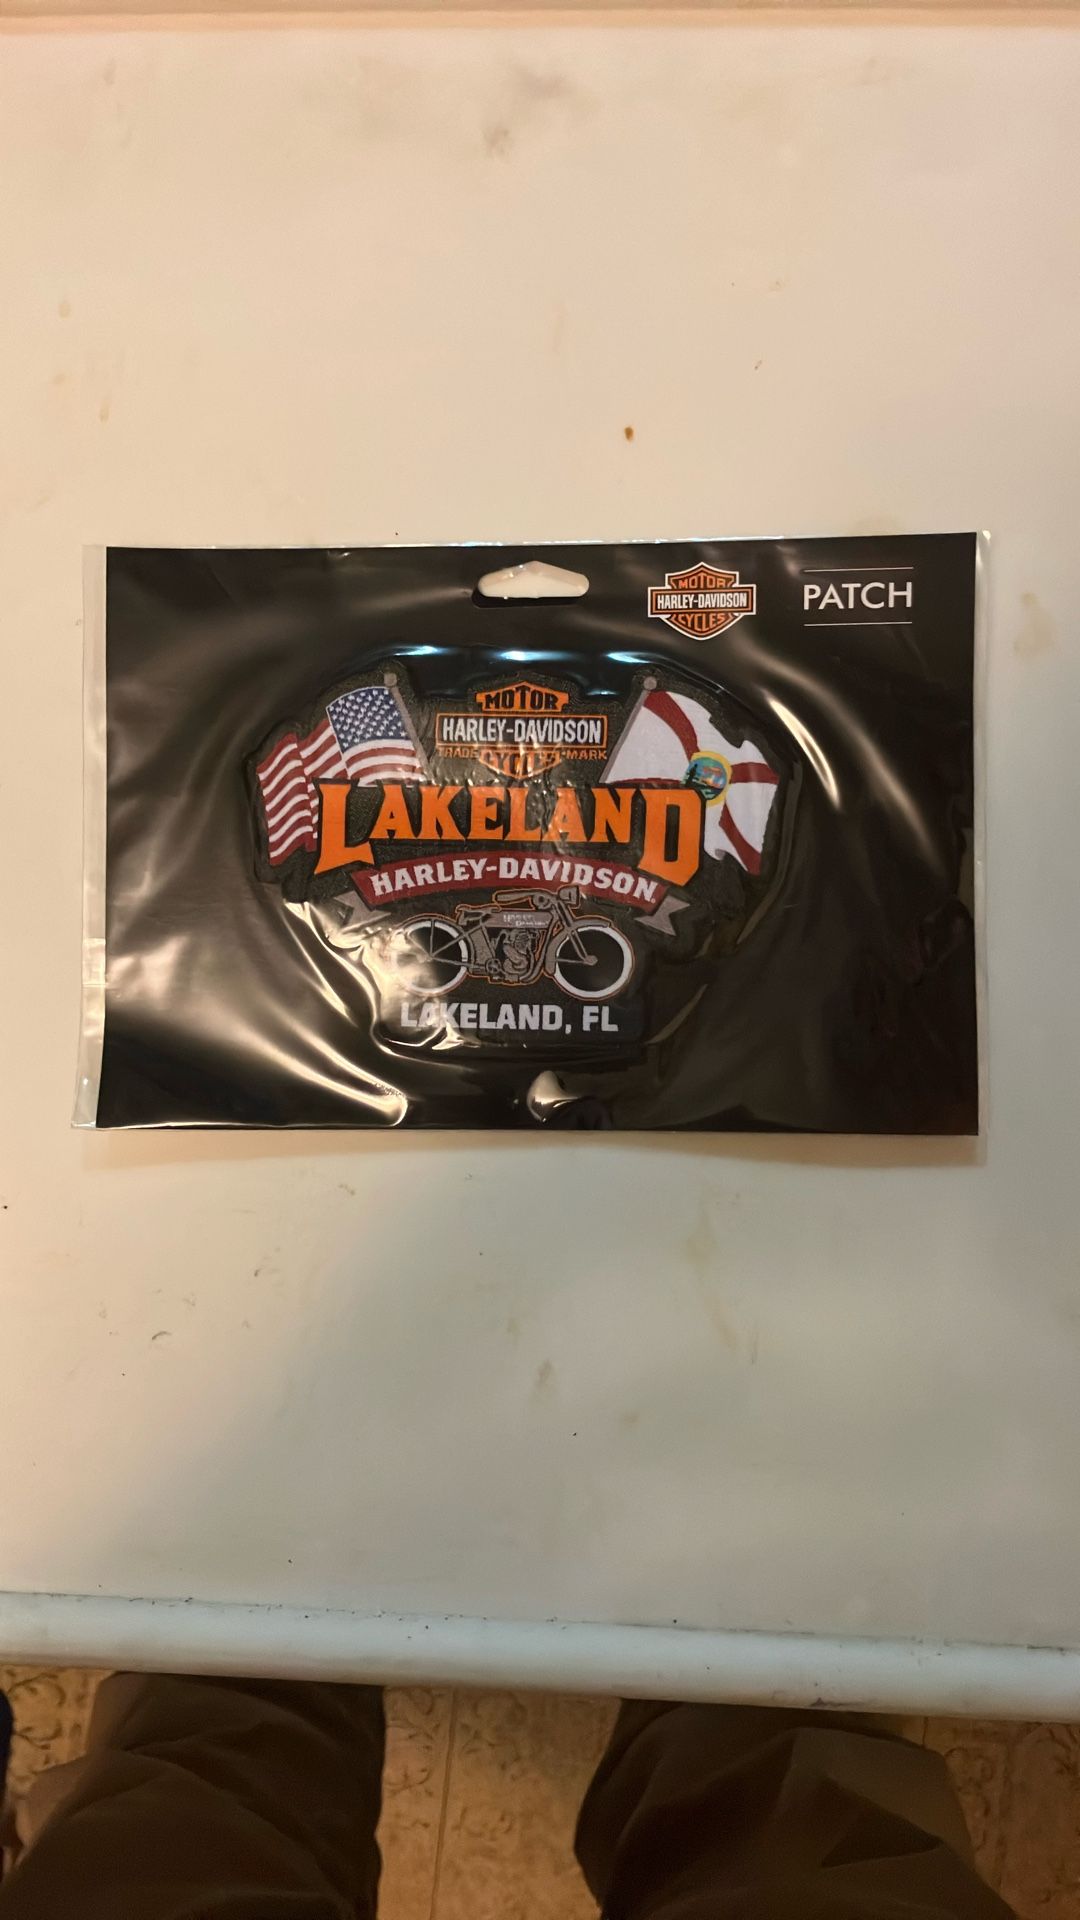 MOTOR
HARLEY-DAVIDSON
CYCLES
PATCH
MOTOR
HARLEY-DAVIDSON
TRADE MARK
CYCLES
LAKELAND
HARLEY-DAVIDSON
LAKELAND, FL